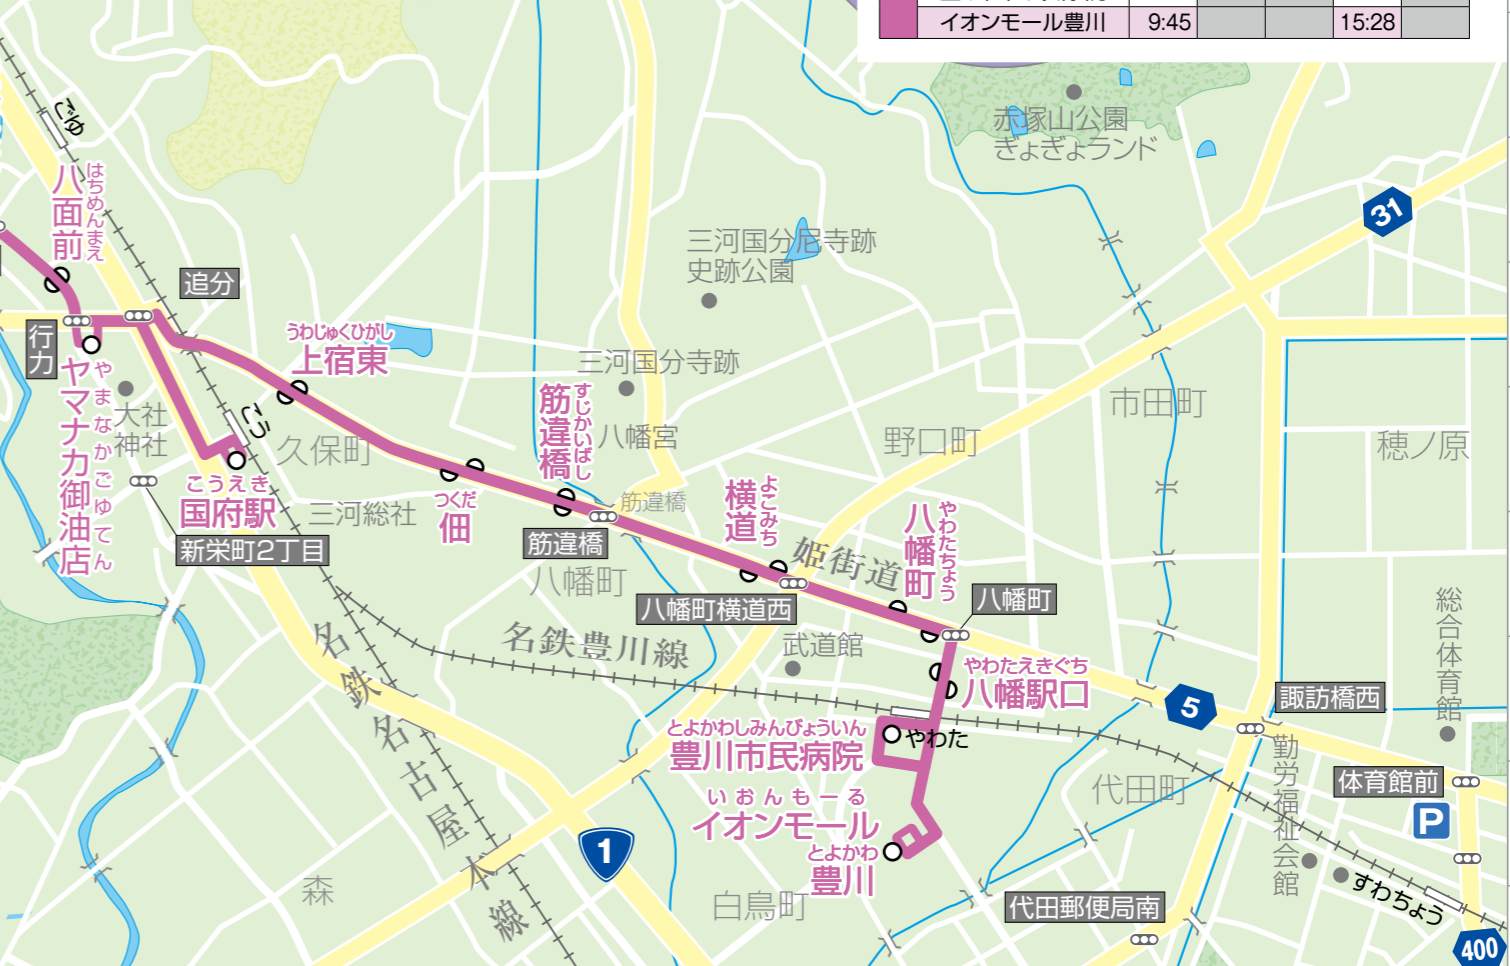 イオンモール豊川 9:45 15:28
ごゆ
赤塚山公園
ぎょぎょランド
はちめんまえ
八面前
31
追分
三河国分尼寺跡
史跡公園
行力
うわじゅくひがし
上宿東
三河国分寺跡
やまなかごゆてん
ヤマナカ御油店
大社
神社
こう
久保町
すじかいばし
筋違橋
八幡宮
野口町
市田町
穂ノ原
こうえき
国府駅
三河総社
つくだ
佃
筋違橋
よこみち
横道
やわたちょう
八幡町
新栄町2丁目
筋違橋
姫街道
八幡町
八幡町横道西
八幡町
名鉄豊川線
武道館
総合体育館
名鉄名古屋本線
やわたえきぐち
八幡駅口
5
諏訪橋西
とよかわしみんびょういん
豊川市民病院
やわた
勤労福祉会館
代田町
体育館前
P
いおんもーる
イオンモール
とよかわ
豊川
1
森
白鳥町
代田郵便局南
すわちょう
400